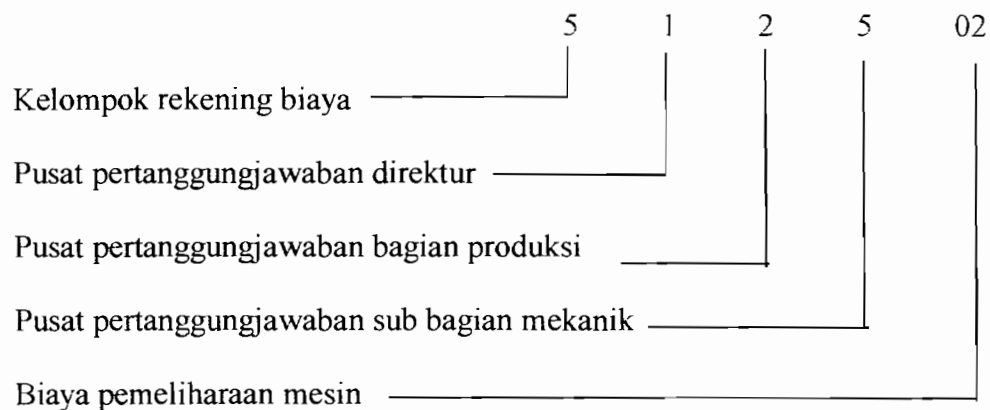 5 1 2 5 02
Kelompok rekening biaya
Pusat pertanggungjawaban direktur
Pusat pertanggungjawaban bagian produksi
Pusat pertanggungjawaban sub bagian mekanik
Biaya pemeliharaan mesin